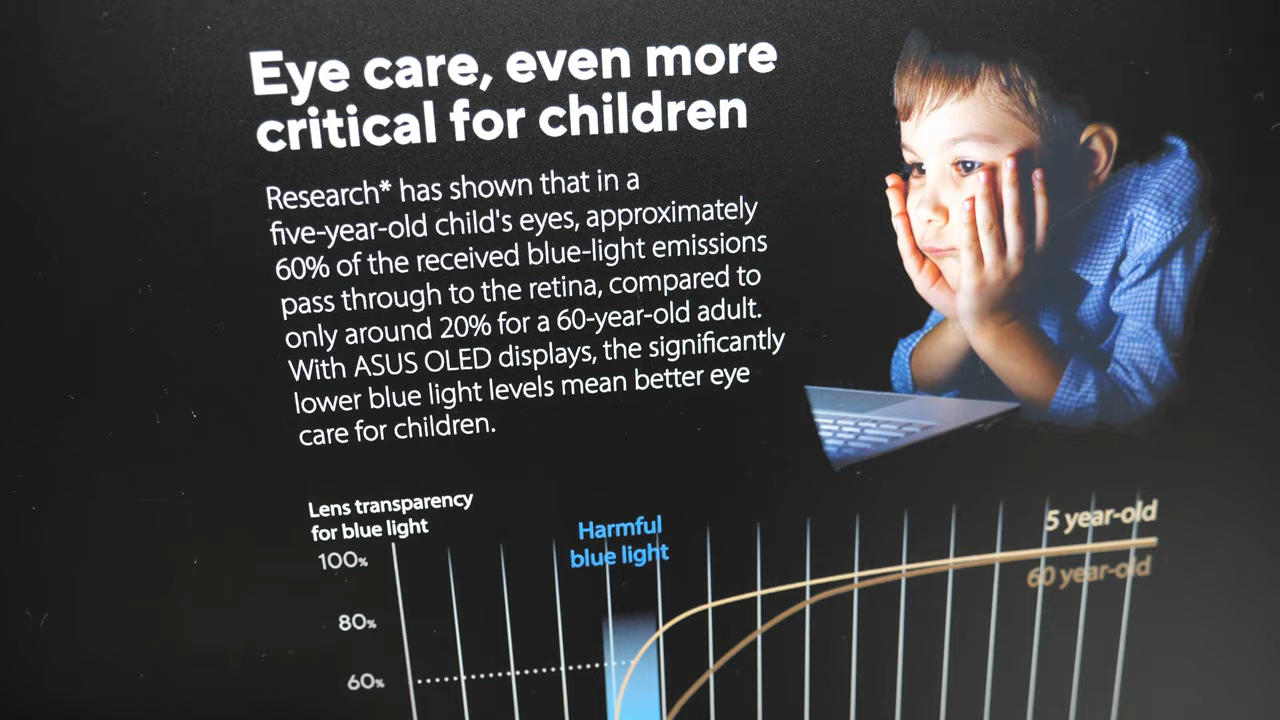 Eye care, even more
critical for children
Research* has shown that in a
five-year-old child's eyes, approximately
60% of the received blue-light emissions
pass through to the retina, compared to
only around 20% for a 60-year-old adult.
With ASUS OLED displays, the significantly
lower blue light levels mean better eye
care for children.
Lens transparency
for blue light
Harmful
blue light
5 year-old
60 year-old
100%
80%
60%